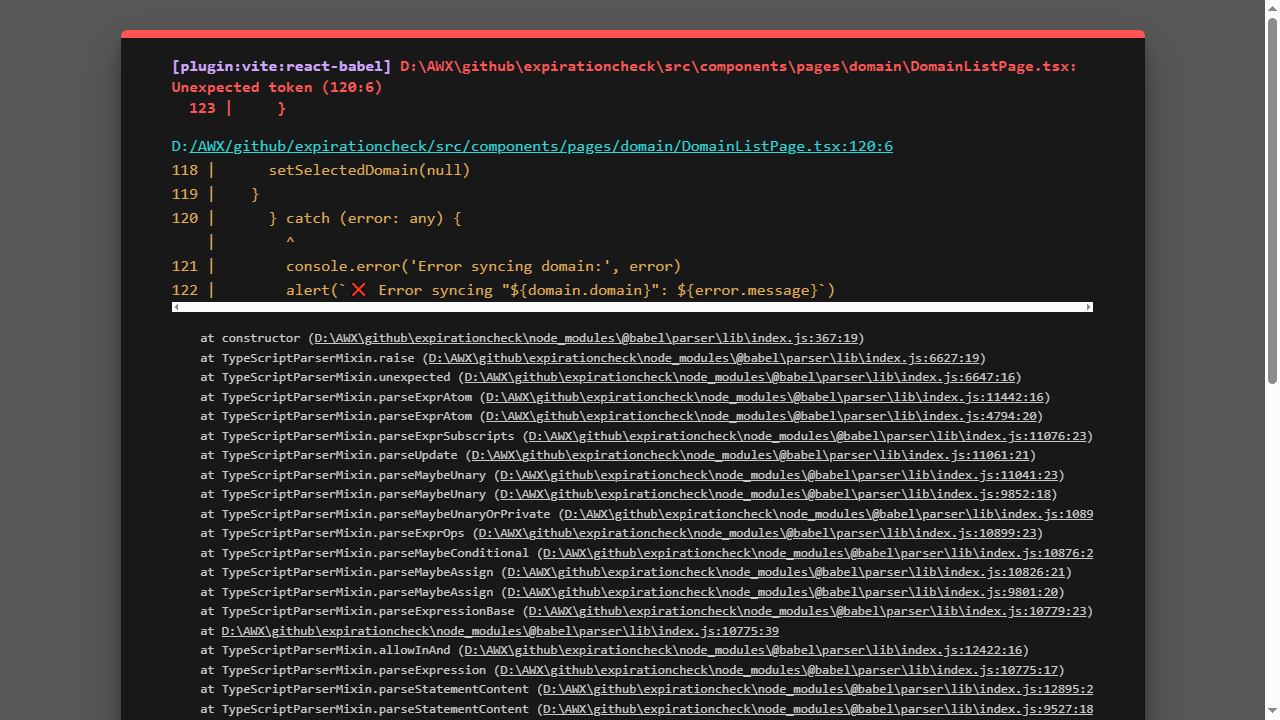 [plugin:vite:react-babel] D:\AWX\github\expirationcheck\src\components\pages\domain\DomainListPage.tsx:
Unexpected token (120:6)
  123 |     }
D:/AWX/github/expirationcheck/src/components/pages/domain/DomainListPage.tsx:120:6
118 |      setSelectedDomain(null)
119 |    }
120 |      } catch (error: any) {
    |        ^
121 |        console.error('Error syncing domain:', error)
122 |        alert(`❌ Error syncing "${domain.domain}": ${error.message}`)
at constructor (D:\AWX\github\expirationcheck\node_modules\@babel\parser\lib\index.js:367:19)
at TypeScriptParserMixin.raise (D:\AWX\github\expirationcheck\node_modules\@babel\parser\lib\index.js:6627:19)
at TypeScriptParserMixin.unexpected (D:\AWX\github\expirationcheck\node_modules\@babel\parser\lib\index.js:6647:16)
at TypeScriptParserMixin.parseExprAtom (D:\AWX\github\expirationcheck\node_modules\@babel\parser\lib\index.js:11442:16)
at TypeScriptParserMixin.parseExprAtom (D:\AWX\github\expirationcheck\node_modules\@babel\parser\lib\index.js:4794:20)
at TypeScriptParserMixin.parseExprSubscripts (D:\AWX\github\expirationcheck\node_modules\@babel\parser\lib\index.js:11076:23)
at TypeScriptParserMixin.parseUpdate (D:\AWX\github\expirationcheck\node_modules\@babel\parser\lib\index.js:11061:21)
at TypeScriptParserMixin.parseMaybeUnary (D:\AWX\github\expirationcheck\node_modules\@babel\parser\lib\index.js:11041:23)
at TypeScriptParserMixin.parseMaybeUnary (D:\AWX\github\expirationcheck\node_modules\@babel\parser\lib\index.js:9852:18)
at TypeScriptParserMixin.parseMaybeUnaryOrPrivate (D:\AWX\github\expirationcheck\node_modules\@babel\parser\lib\index.js:1089
at TypeScriptParserMixin.parseExprOps (D:\AWX\github\expirationcheck\node_modules\@babel\parser\lib\index.js:10899:23)
at TypeScriptParserMixin.parseMaybeConditional (D:\AWX\github\expirationcheck\node_modules\@babel\parser\lib\index.js:10876:2
at TypeScriptParserMixin.parseMaybeAssign (D:\AWX\github\expirationcheck\node_modules\@babel\parser\lib\index.js:10826:21)
at TypeScriptParserMixin.parseMaybeAssign (D:\AWX\github\expirationcheck\node_modules\@babel\parser\lib\index.js:9801:20)
at TypeScriptParserMixin.parseExpressionBase (D:\AWX\github\expirationcheck\node_modules\@babel\parser\lib\index.js:10779:23)
at D:\AWX\github\expirationcheck\node_modules\@babel\parser\lib\index.js:10775:39
at TypeScriptParserMixin.allowInAnd (D:\AWX\github\expirationcheck\node_modules\@babel\parser\lib\index.js:12422:16)
at TypeScriptParserMixin.parseExpression (D:\AWX\github\expirationcheck\node_modules\@babel\parser\lib\index.js:10775:17)
at TypeScriptParserMixin.parseStatementContent (D:\AWX\github\expirationcheck\node_modules\@babel\parser\lib\index.js:12895:2
at TypeScriptParserMixin.parseStatementContent (D:\AWX\github\expirationcheck\node_modules\@babel\parser\lib\index.js:9527:18